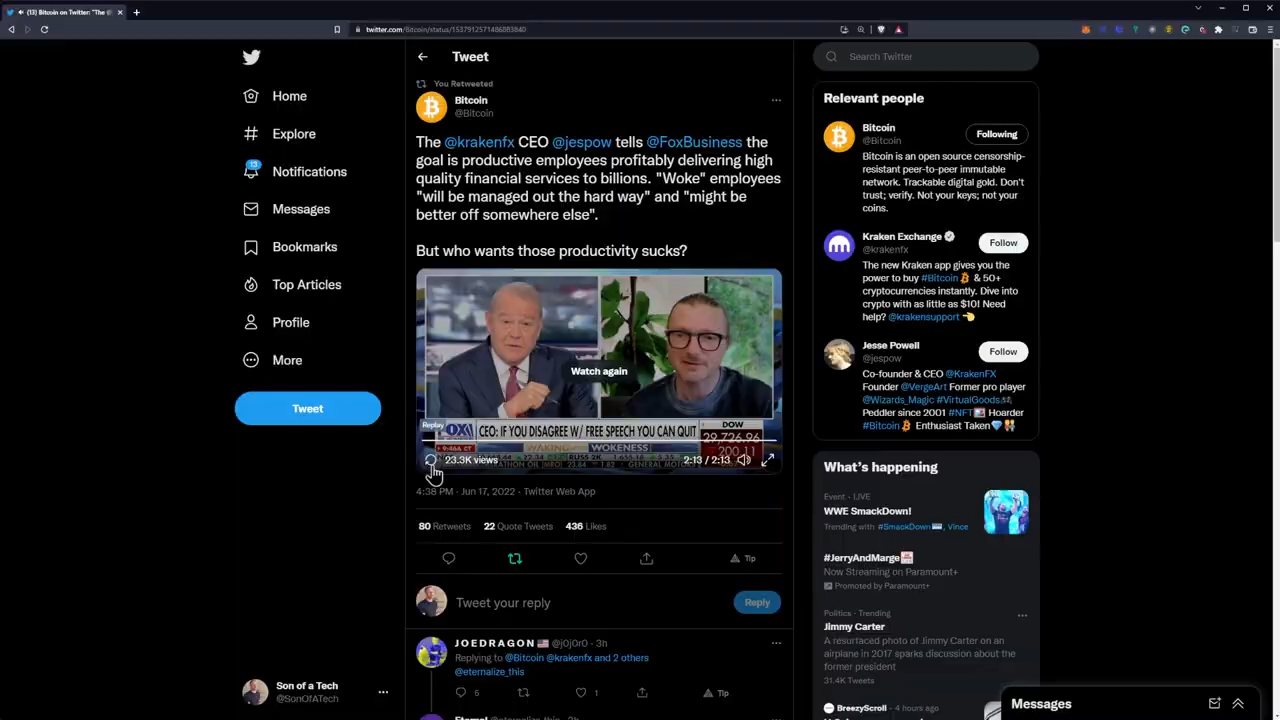 (13) Bitcoin on Twitter: "The
twitter.com/Bitcoin/status/1537912571486883840
Home
Explore
13
Notifications
Messages
Bookmarks
Top Articles
Profile
More
Tweet
Son of a Tech
@SonOfATech
Tweet
You Retweeted
Bitcoin
@Bitcoin
The @krakenfx CEO @jespow tells @FoxBusiness the
goal is productive employees profitably delivering high
quality financial services to billions. "Woke" employees
"will be managed out the hard way" and "might be
better off somewhere else".
But who wants those productivity sucks?
Watch again
Replay
CEO: IF YOU DISAGREE W/ FREE SPEECH YOU CAN QUIT
DOW
29,726.96
200.11
9:46A CT
WAKING WOKENESS
23.3K views
2:13 / 2:13
4:38 PM · Jun 17, 2022 · Twitter Web App
80 Retweets 22 Quote Tweets 436 Likes
Tip
Tweet your reply
Reply
J O E D R A G O N @j0j0r0 · 3h
Replying to @Bitcoin @krakenfx and 2 others
@eternalize_this
6 1 Tip
Search Twitter
Relevant people
Bitcoin
@Bitcoin
Following
Bitcoin is an open source censorship-
resistant peer-to-peer immutable
network. Trackable digital gold. Don't
trust; verify. Not your keys; not your
coins.
Kraken Exchange
@krakenfx
Follow
The new Kraken app gives you the
power to buy #Bitcoin & 50+
cryptocurrencies instantly. Dive into
crypto with as little as $10! Need
help? @krakensupport
Jesse Powell
@jespow
Follow
Co-founder & CEO @KrakenFX
Founder @VergeArt Former pro player
@Wizards_Magic #VirtualGoods
Peddler since 2001 #NFT Hoarder
#Bitcoin Enthusiast Taken
What's happening
Event · LIVE
WWE SmackDown!
Trending with #SmackDown, Vince
#JerryAndMarge
Now Streaming on Paramount+
Promoted by Paramount+
Politics · Trending
Jimmy Carter
A resurfaced photo of Jimmy Carter on an
airplane in 2017 sparks discussion about the
former president
31.4K Tweets
BreezyScroll · 4 hours ago
Messages